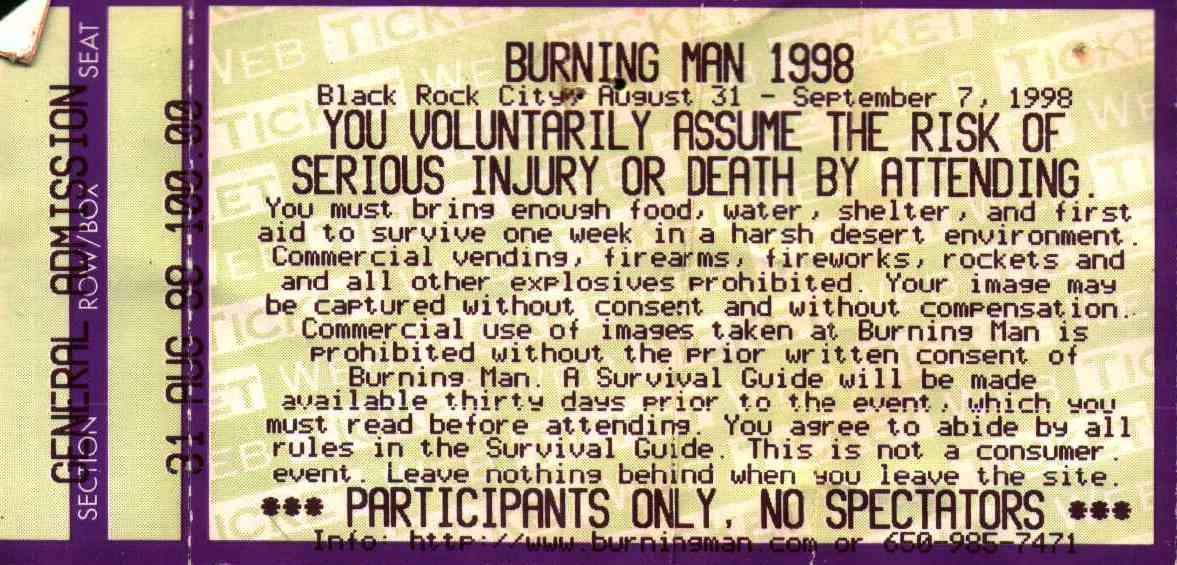 GENERAL ADMISSION
SECTION ROW/BOX SEAT
31 AUG 98 100.00
BURNING MAN 1998
Black Rock City August 31 - September 7, 1998
YOU VOLUNTARILY ASSUME THE RISK OF
SERIOUS INJURY OR DEATH BY ATTENDING.
You must bring enough food, water, shelter, and first
aid to survive one week in a harsh desert environment.
Commercial vending, firearms, fireworks, rockets and
and all other explosives prohibited. Your image may
be captured without consent and without compensation.
Commercial use of images taken at Burning Man is
prohibited without the prior written consent of
Burning Man. A Survival Guide will be made
available thirty days prior to the event, which you
must read before attending. You agree to abide by all
rules in the Survival Guide. This is not a consumer
event. Leave nothing behind when you leave the site.
*** PARTICIPANTS ONLY. NO SPECTATORS ***
Info: http://www.burningman.com or 650-985-7471